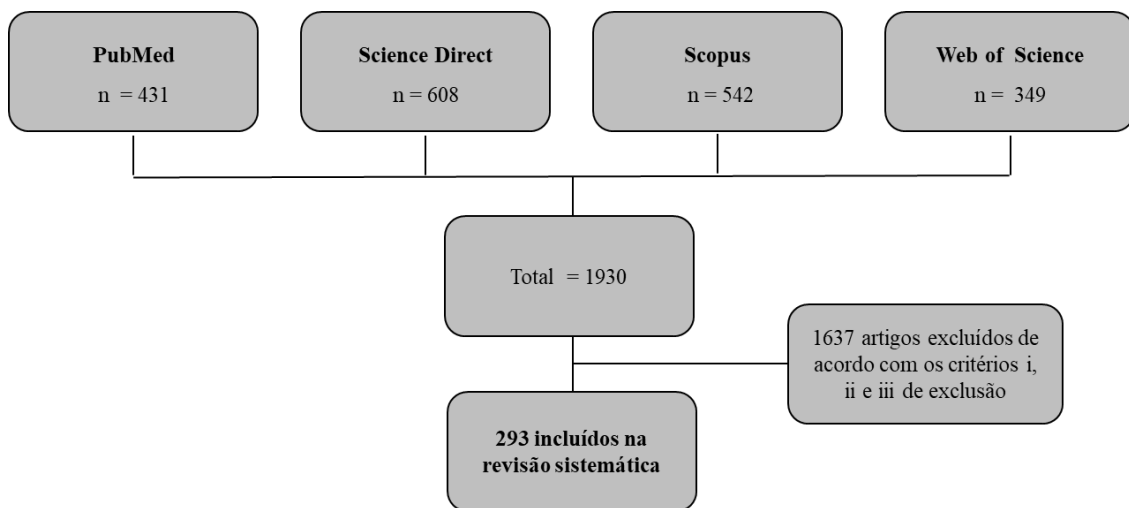 PubMed
n = 431
Science Direct
n = 608
Scopus
n = 542
Web of Science
n = 349
Total = 1930
1637 artigos excluídos de
acordo com os critérios i,
ii e iii de exclusão
293 incluídos na
revisão sistemática